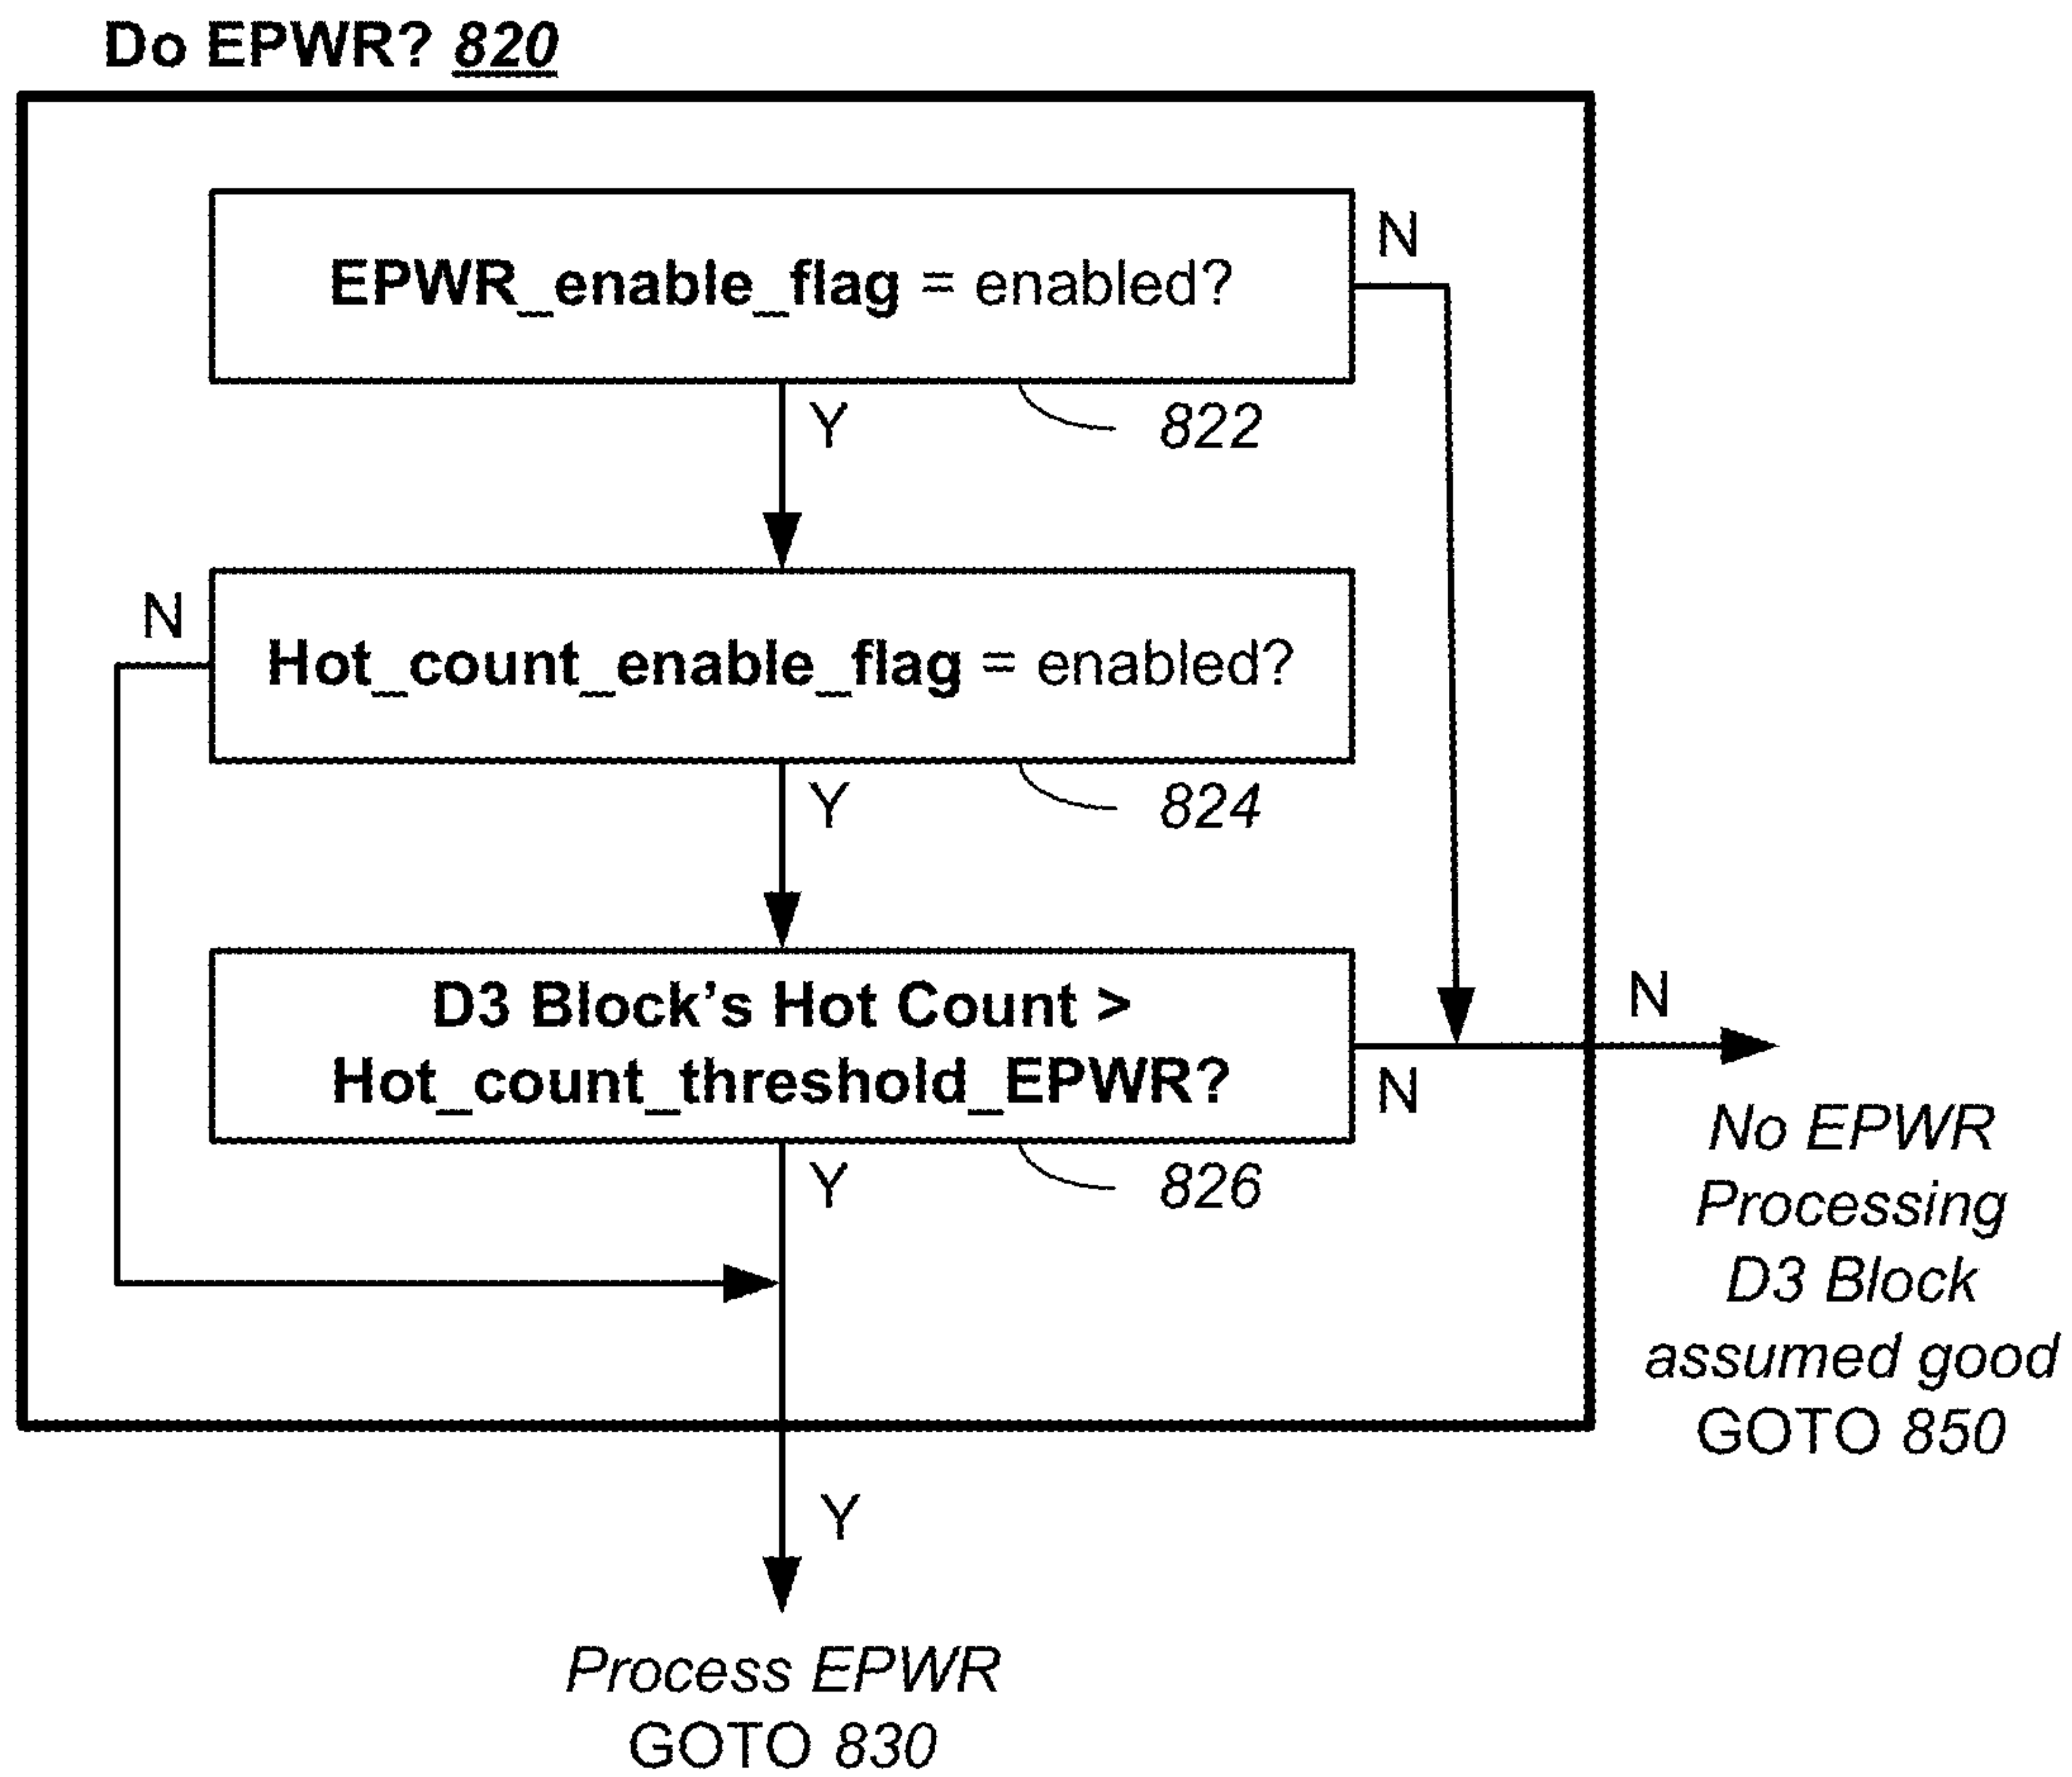 Do EPWR? 820
EPWR_enable_flag = enabled?
N
Y
822
N
Hot_count_enable_flag = enabled?
Y
824
D3 Block's Hot Count >
Hot_count_threshold_EPWR?
N
N
Y
826
No EPWR
Processing
D3 Block
assumed good
GOTO 850
Y
Process EPWR
GOTO 830